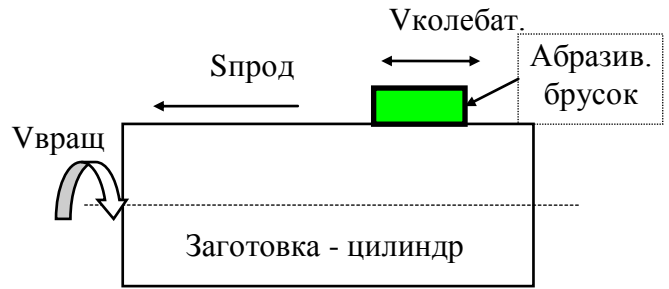 Vколебат.
Sпрод
Абразив.
брусок
Vвращ
Заготовка - цилиндр